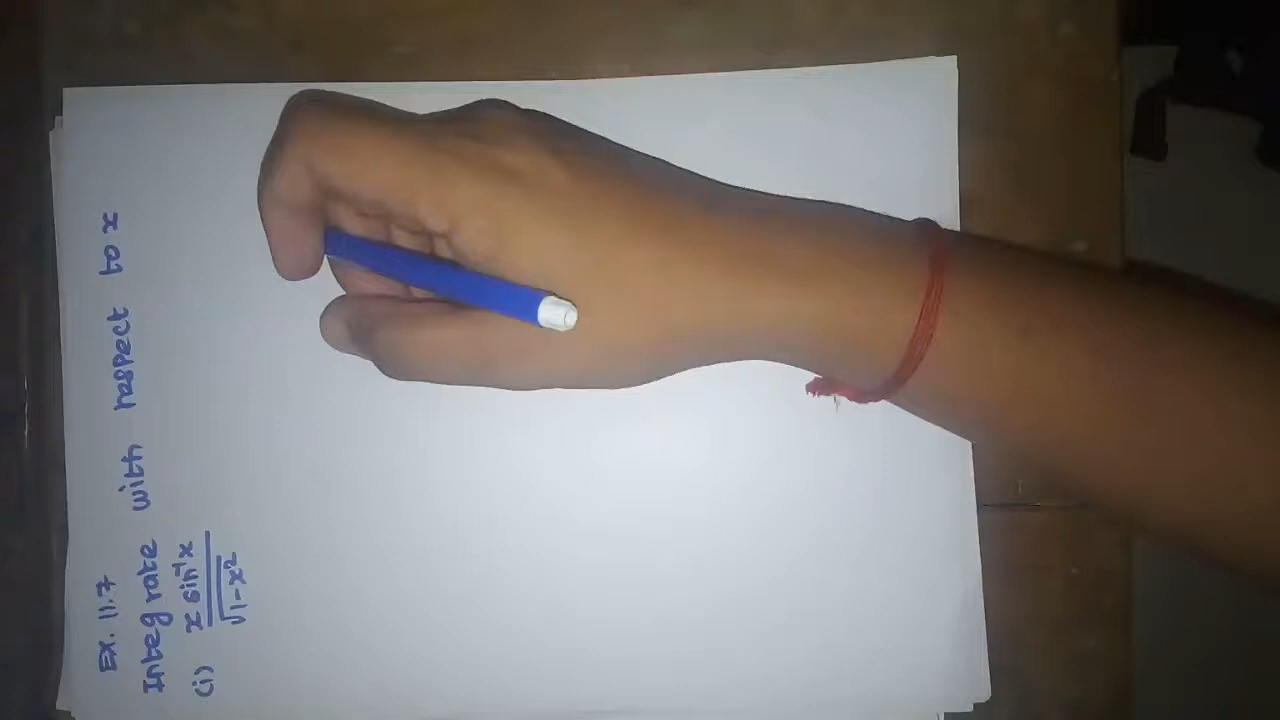 Ex. 11.7
Integrate with respect to x
(i) x sin⁻¹x / √1-x²